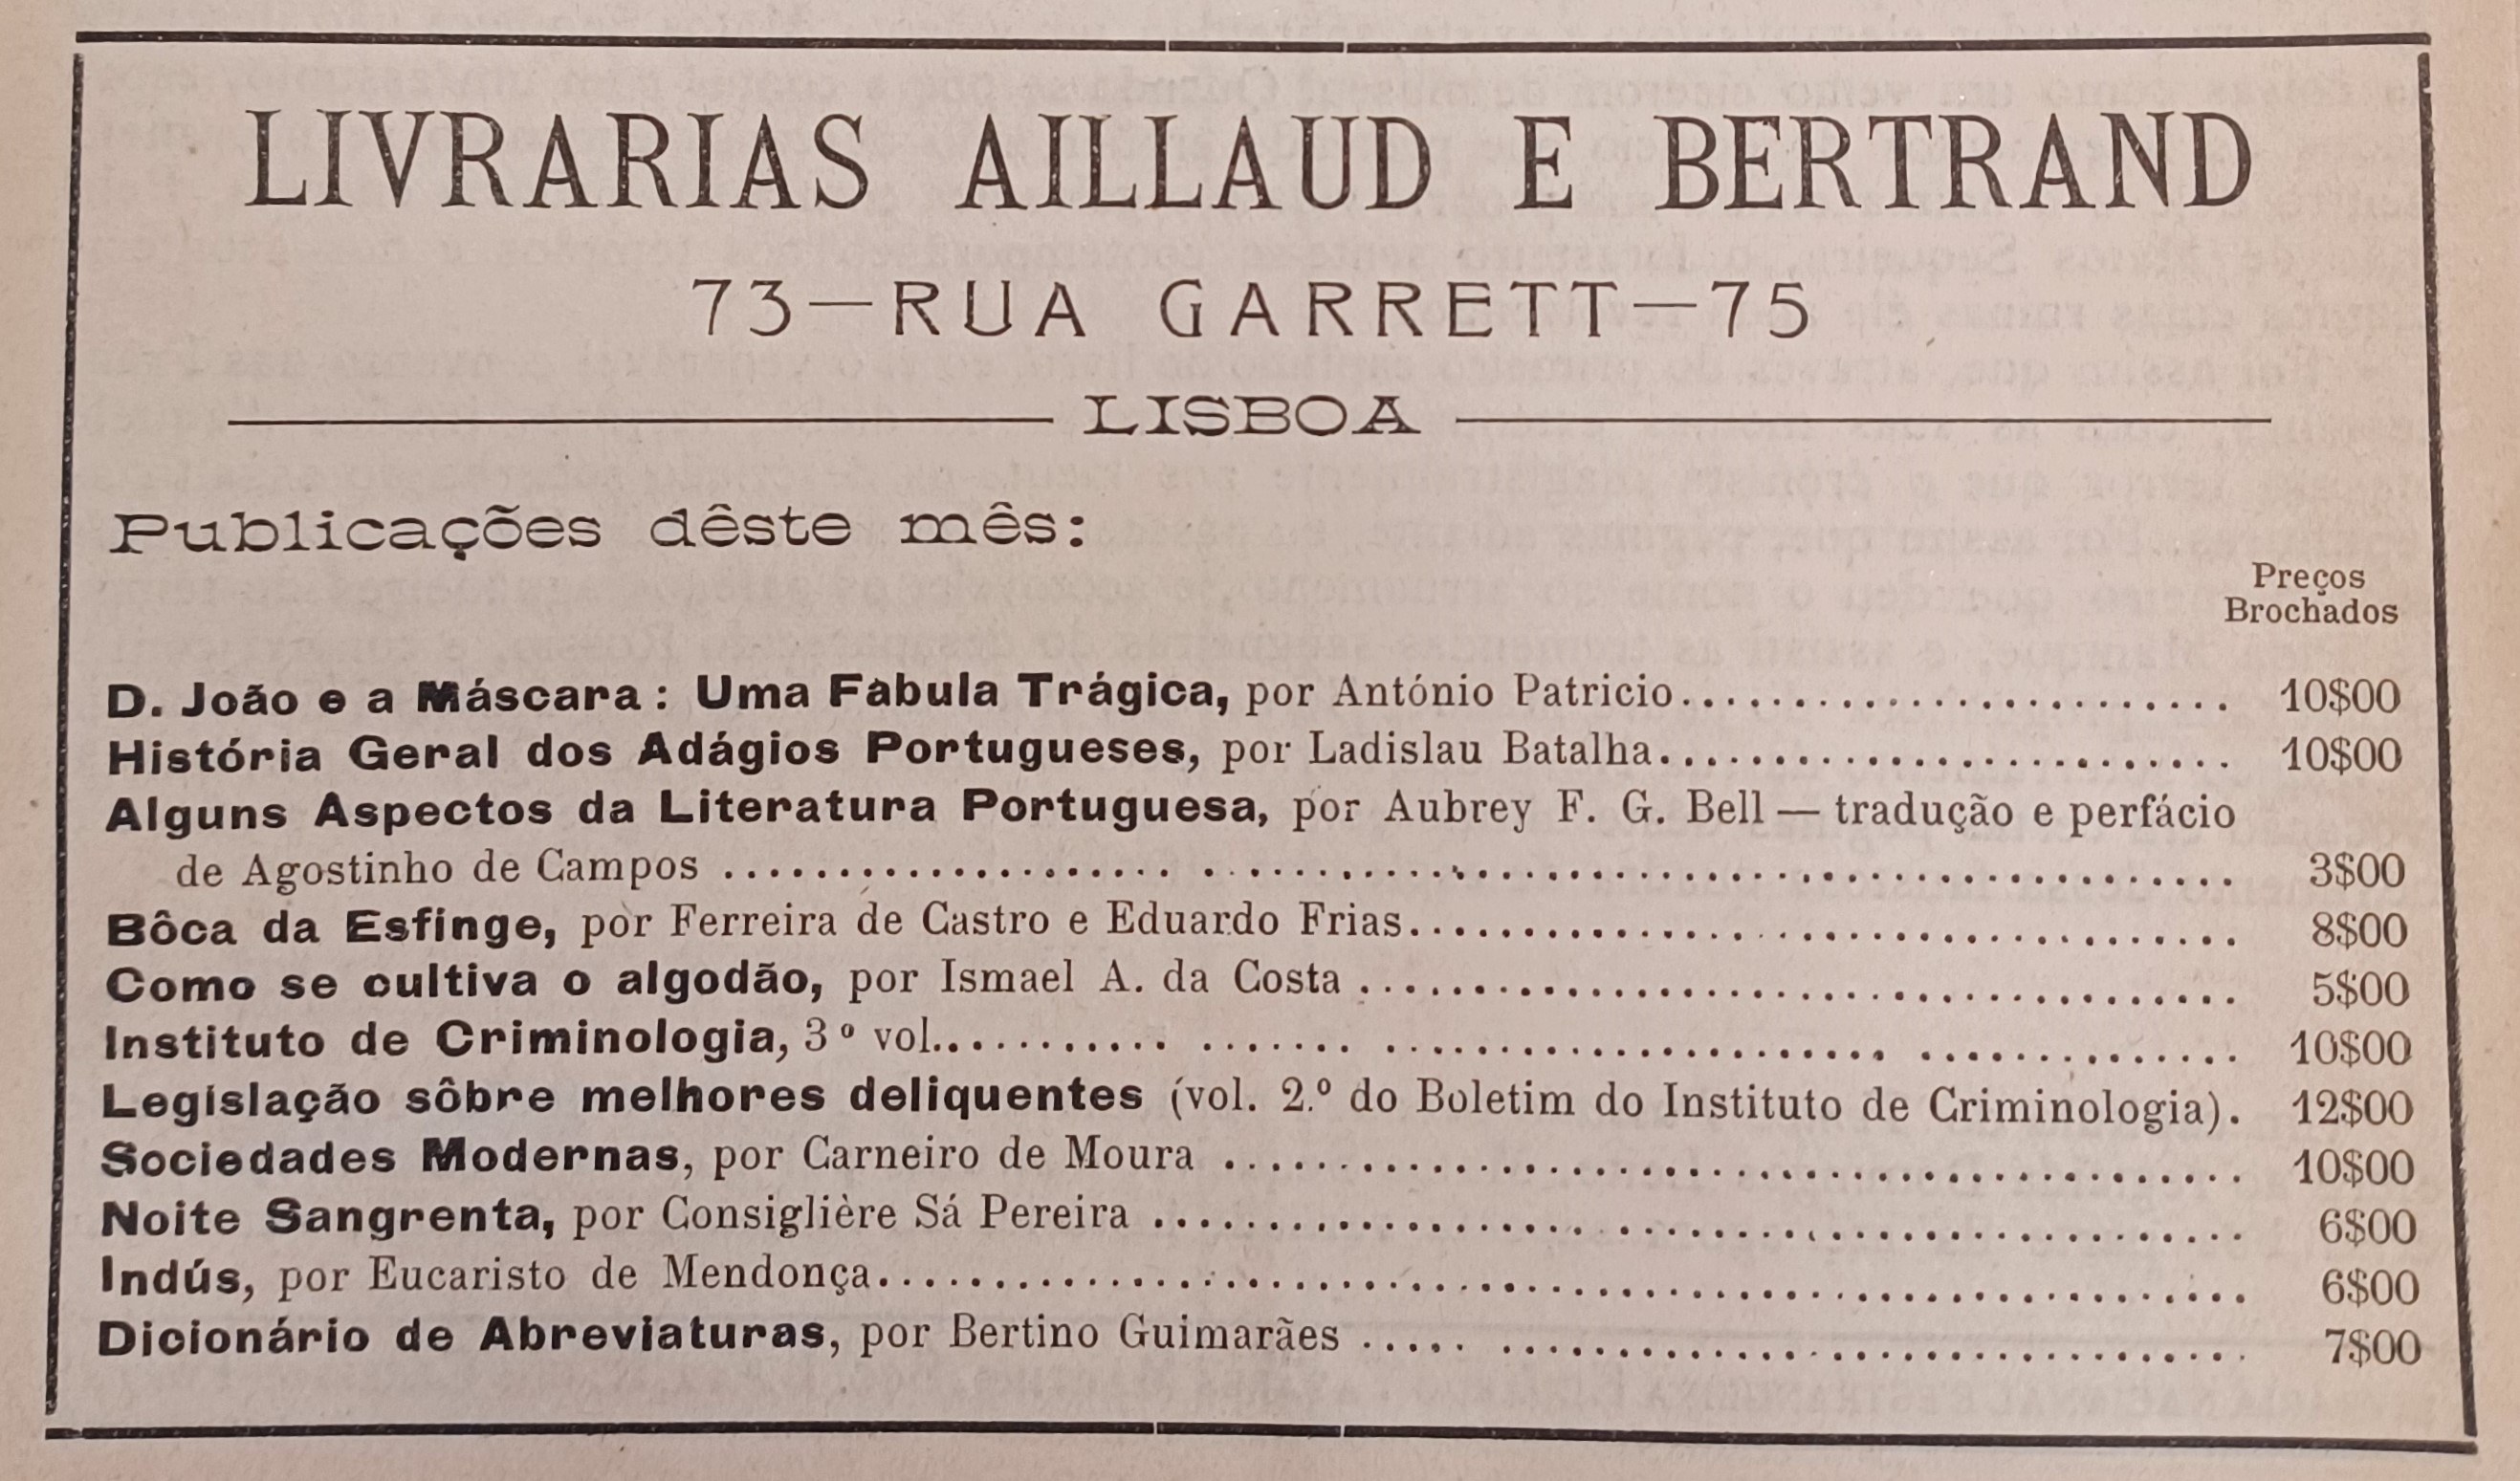 LIVRARIAS AILLAUD E BERTRAND
73—RUA GARRETT—75
LISBOA
Publicações dêste mês:
Preços
Brochados
D. João e a Máscara: Uma Fabula Trágica, por António Patricio........................ 10$00
História Geral dos Adágios Portugueses, por Ladislau Batalha......................... 10$00
Alguns Aspectos da Literatura Portuguesa, por Aubrey F. G. Bell — tradução e perfácio
de Agostinho de Campos .................... ............................................. 3$00
Bôca da Esfinge, por Ferreira de Castro e Eduardo Frias.................................... 8$00
Como se cultiva o algodão, por Ismael A. da Costa ...................................... 5$00
Instituto de Criminologia, 3º vol............ ....... ...................... .............. 10$00
Legislação sôbre melhores deliquentes (vol. 2.º do Boletim do Instituto de Criminologia). 12$00
Sociedades Modernas, por Carneiro de Moura ............................................ 10$00
Noite Sangrenta, por Consiglière Sá Pereira ............................................... 6$00
Indús, por Eucaristo de Mendonça........................................................... 6$00
Dicionário de Abreviaturas, por Bertino Guimarães ..... ................................ 7$00